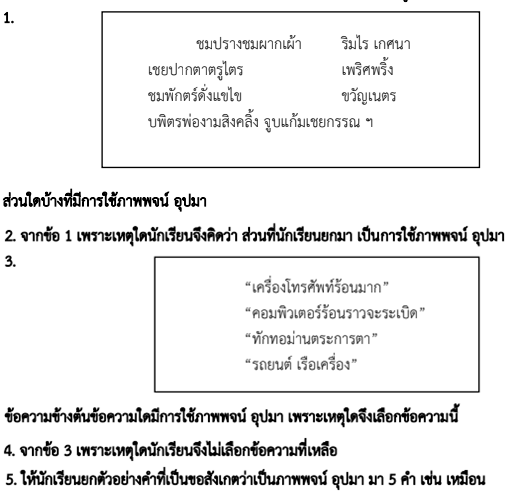 1.
ชมปรางชมผากเผ้า ริมไร เกศนา
เชยปากตาตรูไตร เพริศพริ้ง
ชมพักตร์ดั่งแขไข ขวัญเนตร
บพิตรพ่องามสิงคลิ้ง จูบแก้มเชยกรรณ ฯ
ส่วนใดบ้างที่มีการใช้ภาพพจน์ อุปมา
2. จากข้อ 1 เพราะเหตุใดนักเรียนจึงคิดว่า ส่วนที่นักเรียนยกมา เป็นการใช้ภาพพจน์ อุปมา
3.
“เครื่องโทรศัพท์ร้อนมาก”
“คอมพิวเตอร์ร้อนราวจะระเบิด”
“ทักทอม่านตระการตา”
“รถยนต์ เรือเครื่อง”
ข้อความข้างต้นข้อความใดมีการใช้ภาพพจน์ อุปมา เพราะเหตุใดจึงเลือกข้อความนี้
4. จากข้อ 3 เพราะเหตุใดนักเรียนจึงไม่เลือกข้อความที่เหลือ
5. ให้นักเรียนยกตัวอย่างคำที่เป็นขอสังเกตว่าเป็นภาพพจน์ อุปมา มา 5 คำ เช่น เหมือน